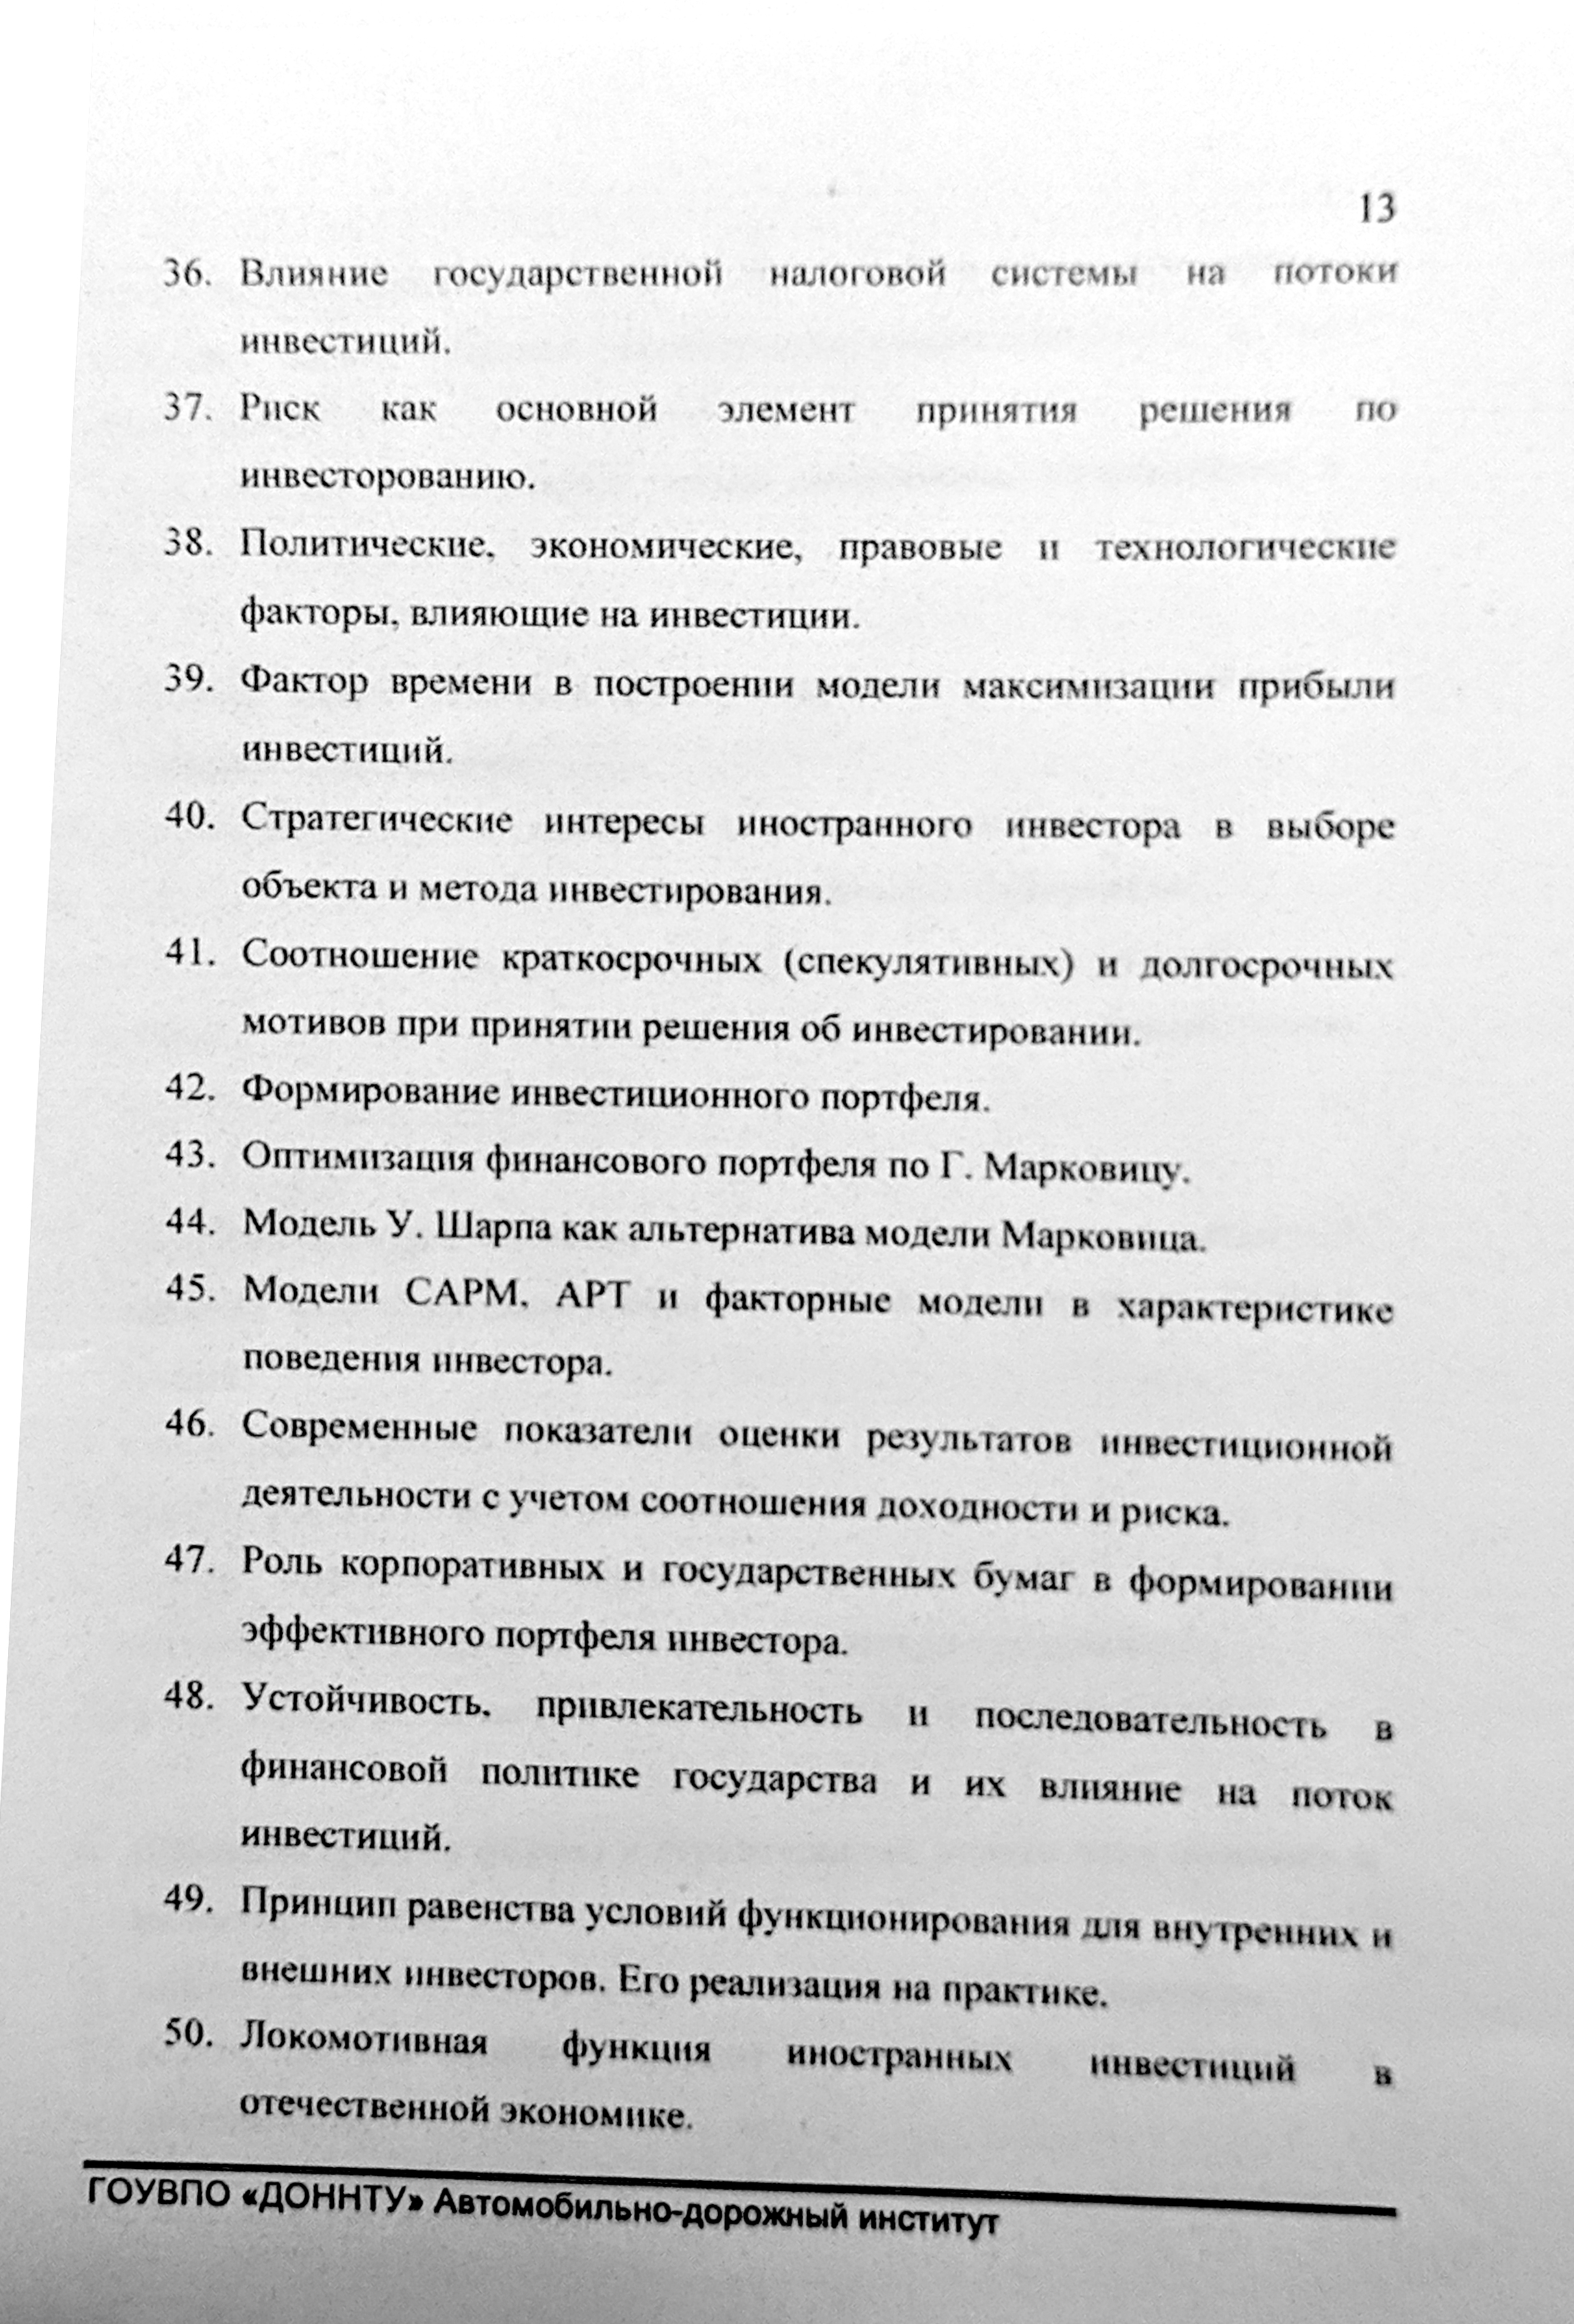 13
36. Влияние государственной налоговой системы на потоки
инвестиций.
37. Риск как основной элемент принятия решения по
инвесторованию.
38. Политические, экономические, правовые и технологические
факторы, влияющие на инвестиции.
39. Фактор времени в построении модели максимизации прибыли
инвестиций.
40. Стратегические интересы иностранного инвестора в выборе
объекта и метода инвестирования.
41. Соотношение краткосрочных (спекулятивных) и долгосрочных
мотивов при принятии решения об инвестировании.
42. Формирование инвестиционного портфеля.
43. Оптимизация финансового портфеля по Г. Марковицу.
44. Модель У. Шарпа как альтернатива модели Марковица.
45. Модели CAPM, APT и факторные модели в характеристике
поведения инвестора.
46. Современные показатели оценки результатов инвестиционной
деятельности с учетом соотношения доходности и риска.
47. Роль корпоративных и государственных бумаг в формировании
эффективного портфеля инвестора.
48. Устойчивость, привлекательность и последовательность в
финансовой политике государства и их влияние на поток
инвестиций.
49. Принцип равенства условий функционирования для внутренних и
внешних инвесторов. Его реализация на практике.
50. Локомотивная функция иностранных инвестиций в
отечественной экономике.
ГОУВПО «ДОННТУ» Автомобильно-дорожный институт